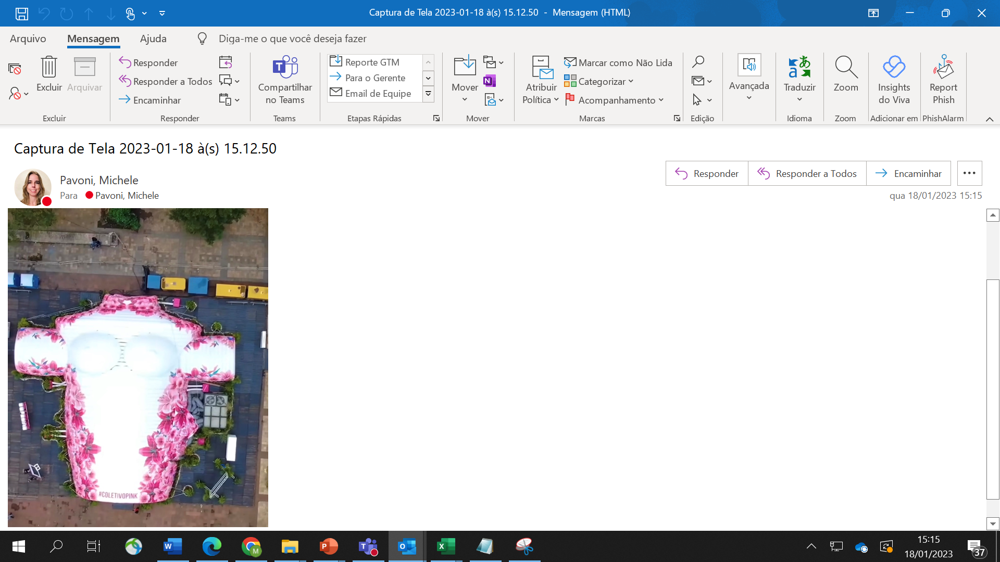 Captura de Tela 2023-01-18 à(s) 15.12.50 - Mensagem (HTML)
Arquivo Mensagem Ajuda Diga-me o que você deseja fazer
Excluir
Arquivar
Excluir
Responder
Responder a Todos
Encaminhar
Responder
Compartilhar
no Teams
Teams
Reporte GTM
Para o Gerente
Email de Equipe
Etapas Rápidas
Mover
Mover
Atribuir
Política
Marcar como Não Lida
Categorizar
Acompanhamento
Marcas
Edição
Avançada
Traduzir
Idioma
Zoom
Zoom
Insights
do Viva
Adicionar em
Report
Phish
PhishAlarm
Captura de Tela 2023-01-18 à(s) 15.12.50
Pavoni, Michele
Para Pavoni, Michele
Responder Responder a Todos Encaminhar
qua 18/01/2023 15:15
#COLETIVOPINK
15:15
18/01/2023
37